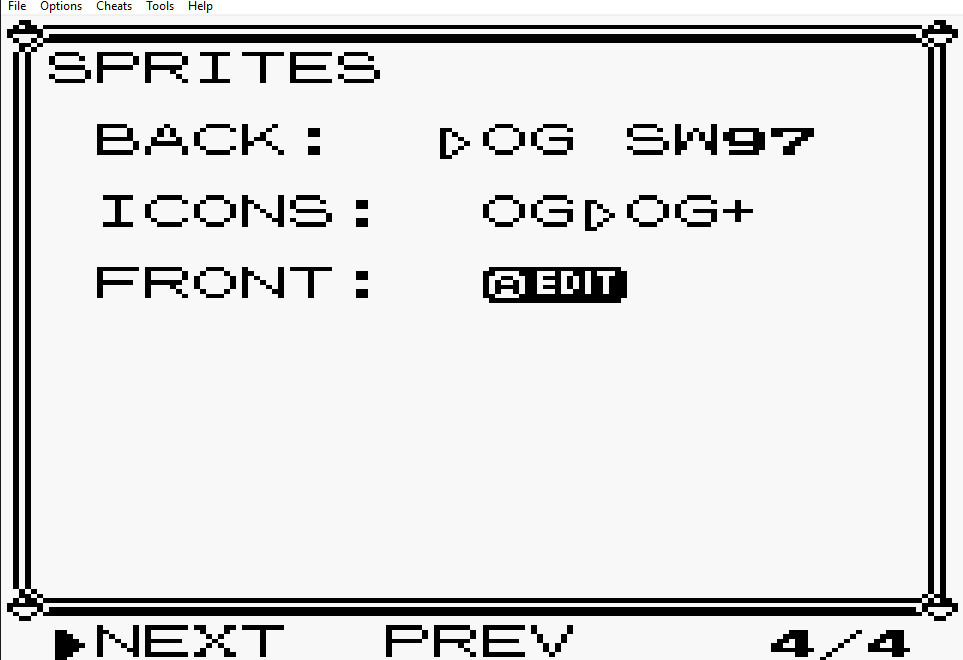 File Options Cheats Tools Help
SPRITES
BACK: ▷OG SW97
ICONS: OG▷OG+
FRONT: Ⓐ EDIT
▶NEXT PREV 4/4